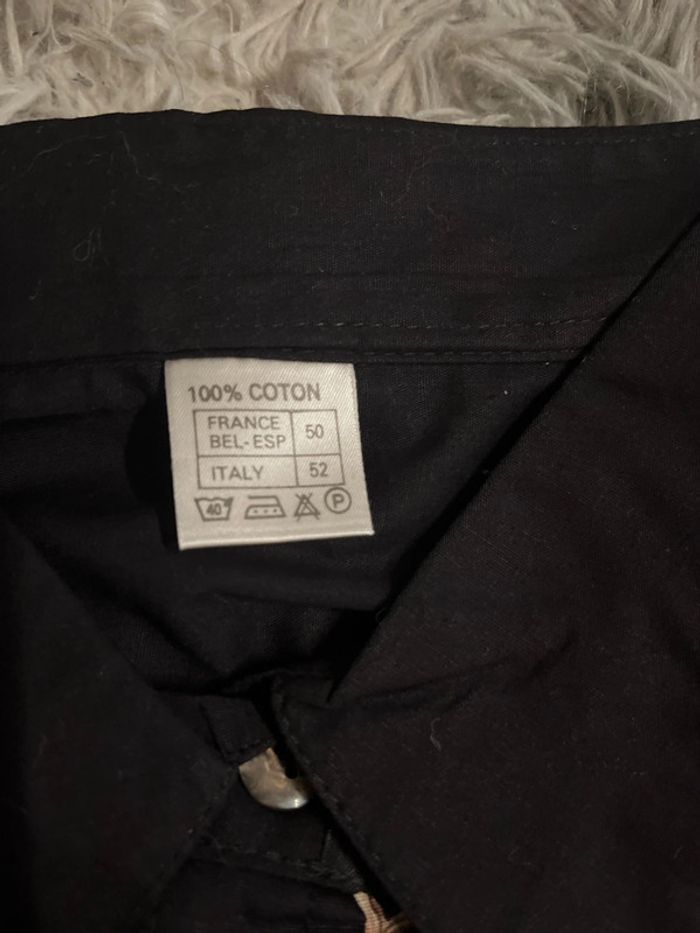 100% COTON
FRANCE
BEL-ESP 50
ITALY 52
40 P